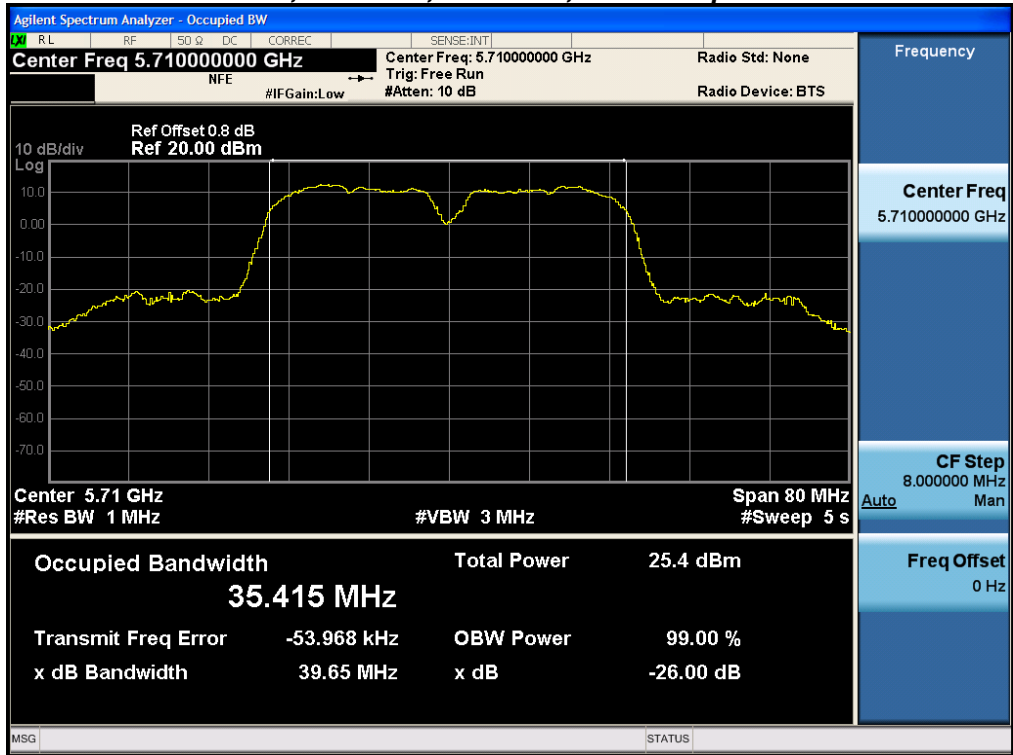 Agilent Spectrum Analyzer - Occupied BW
LXI RL RF 50 Ω DC CORREC SENSE:INT
Center Freq 5.710000000 GHz
NFE
#IFGain:Low
Center Freq: 5.710000000 GHz
Trig: Free Run
#Atten: 10 dB
Radio Std: None
Radio Device: BTS
Ref Offset 0.8 dB
10 dB/div Ref 20.00 dBm
Log
10.0
0.00
-10.0
-20.0
-30.0
-40.0
-50.0
-60.0
-70.0
Center 5.71 GHz Span 80 MHz
#Res BW 1 MHz #VBW 3 MHz #Sweep 5 s
Occupied Bandwidth Total Power 25.4 dBm
35.415 MHz
Transmit Freq Error -53.968 kHz OBW Power 99.00 %
x dB Bandwidth 39.65 MHz x dB -26.00 dB
MSG STATUS
Frequency
Center Freq
5.710000000 GHz
CF Step
8.000000 MHz
Auto Man
Freq Offset
0 Hz